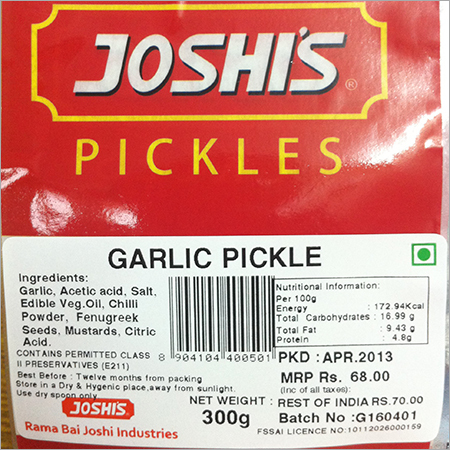 JOSHI'S ®
PICKLES
GARLIC PICKLE
Ingredients:
Garlic, Acetic acid, Salt,
Edible Veg.Oil, Chilli
Powder, Fenugreek
Seeds, Mustards, Citric
Acid.
CONTAINS PERMITTED CLASS
II PRESERVATIVES (E211)
Best Before : Twelve months from packing
Store in a Dry & Hygenic place,away from sunlight.
Use dry spoon only
JOSHI'S
Rama Bai Joshi Industries
8 904104 400501
Nutritional Information:
Per 100g
Energy : 172.94Kcal
Total Carbohydrates : 16.99 g
Total Fat : 9.43 g
Protein : 4.8g
PKD : APR.2013
MRP Rs. 68.00
(Inc of all taxes):
NET WEIGHT : REST OF INDIA RS.70.00
300g Batch No :G160401
FSSAI LICENCE NO:10112026000159